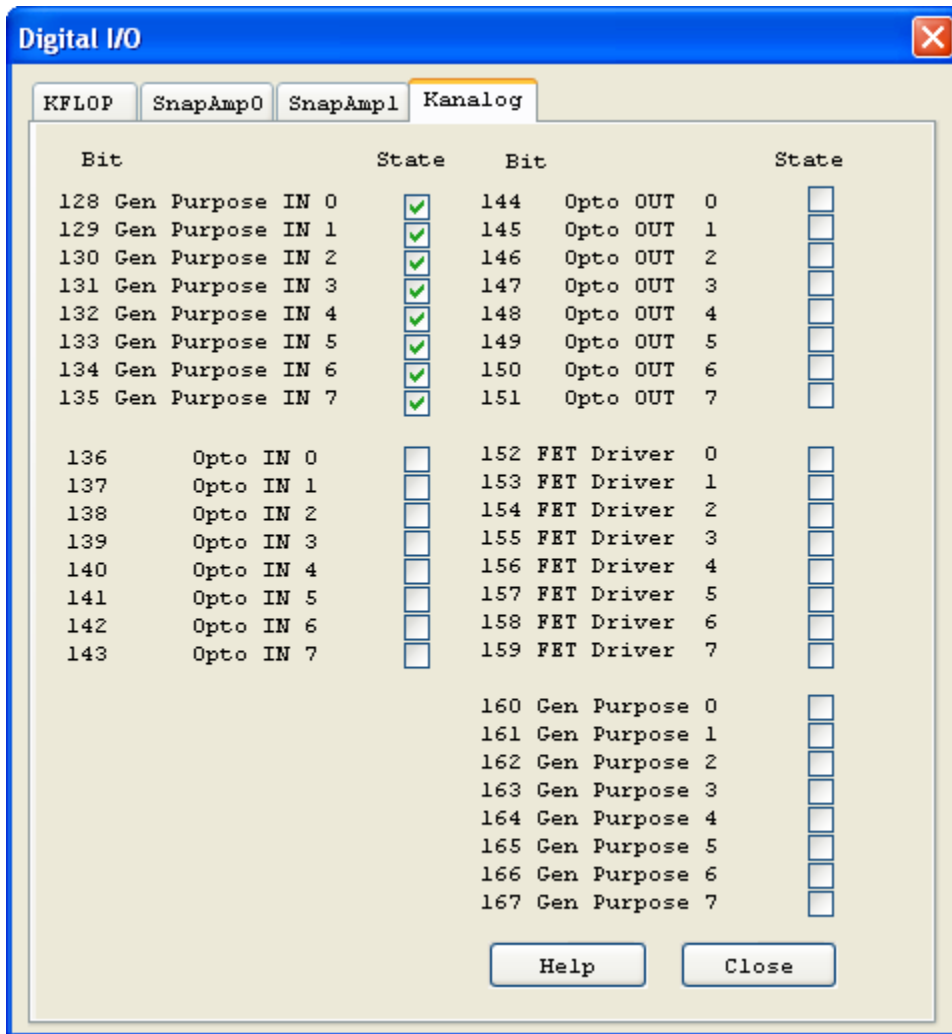 Digital I/O
KFLOP SnapAmp0 SnapAmp1 Kanalog
Bit State Bit State
128 Gen Purpose IN 0 144 Opto OUT 0
129 Gen Purpose IN 1 145 Opto OUT 1
130 Gen Purpose IN 2 146 Opto OUT 2
131 Gen Purpose IN 3 147 Opto OUT 3
132 Gen Purpose IN 4 148 Opto OUT 4
133 Gen Purpose IN 5 149 Opto OUT 5
134 Gen Purpose IN 6 150 Opto OUT 6
135 Gen Purpose IN 7 151 Opto OUT 7
136 Opto IN 0 152 FET Driver 0
137 Opto IN 1 153 FET Driver 1
138 Opto IN 2 154 FET Driver 2
139 Opto IN 3 155 FET Driver 3
140 Opto IN 4 156 FET Driver 4
141 Opto IN 5 157 FET Driver 5
142 Opto IN 6 158 FET Driver 6
143 Opto IN 7 159 FET Driver 7
160 Gen Purpose 0
161 Gen Purpose 1
162 Gen Purpose 2
163 Gen Purpose 3
164 Gen Purpose 4
165 Gen Purpose 5
166 Gen Purpose 6
167 Gen Purpose 7
Help Close